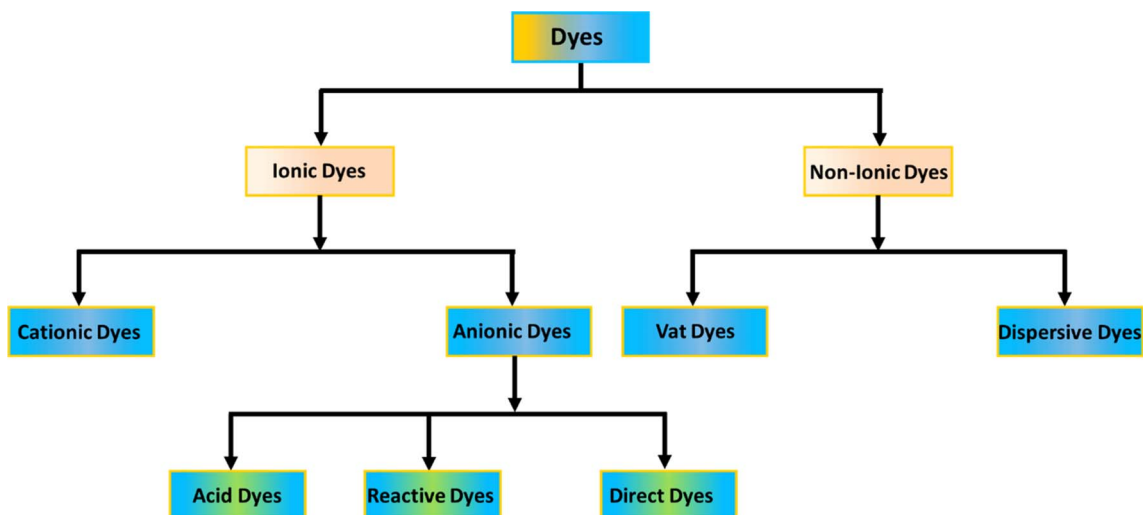 Dyes
Ionic Dyes
Non-Ionic Dyes
Cationic Dyes
Anionic Dyes
Vat Dyes
Dispersive Dyes
Acid Dyes
Reactive Dyes
Direct Dyes